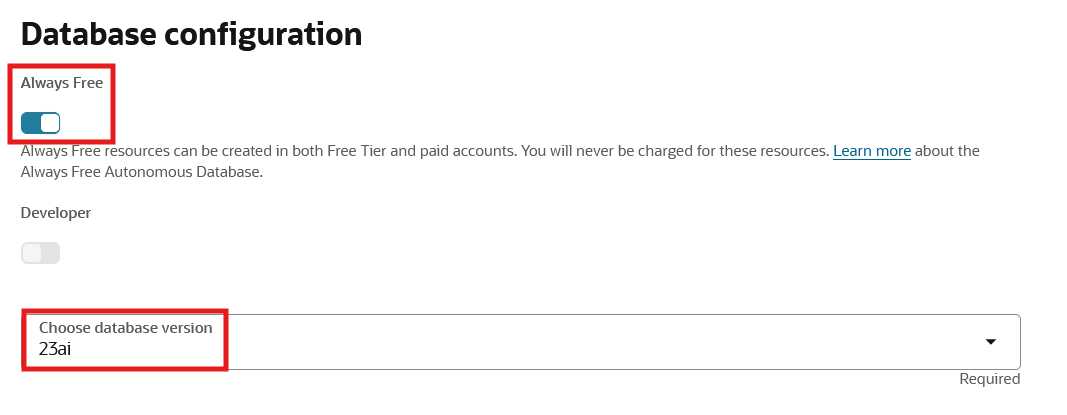 Database configuration
Always Free
Always Free resources can be created in both Free Tier and paid accounts. You will never be charged for these resources. Learn more about the
Always Free Autonomous Database.
Developer
Choose database version
23ai
Required